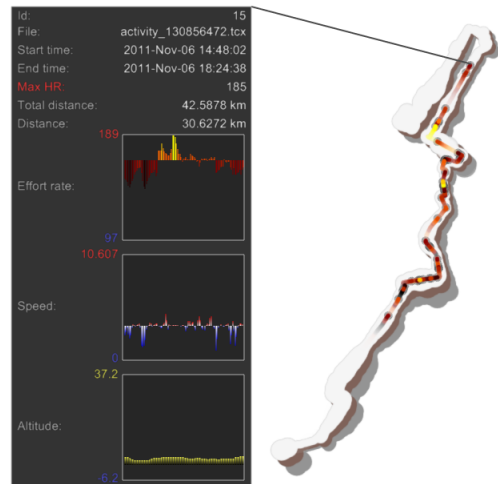 Id: 15
File: activity_130856472.tcx
Start time: 2011-Nov-06 14:48:02
End time: 2011-Nov-06 18:24:38
Max HR: 185
Total distance: 42.5878 km
Distance: 30.6272 km
189
Effort rate:
97
10.607
Speed:
0
37.2
Altitude:
-6.2